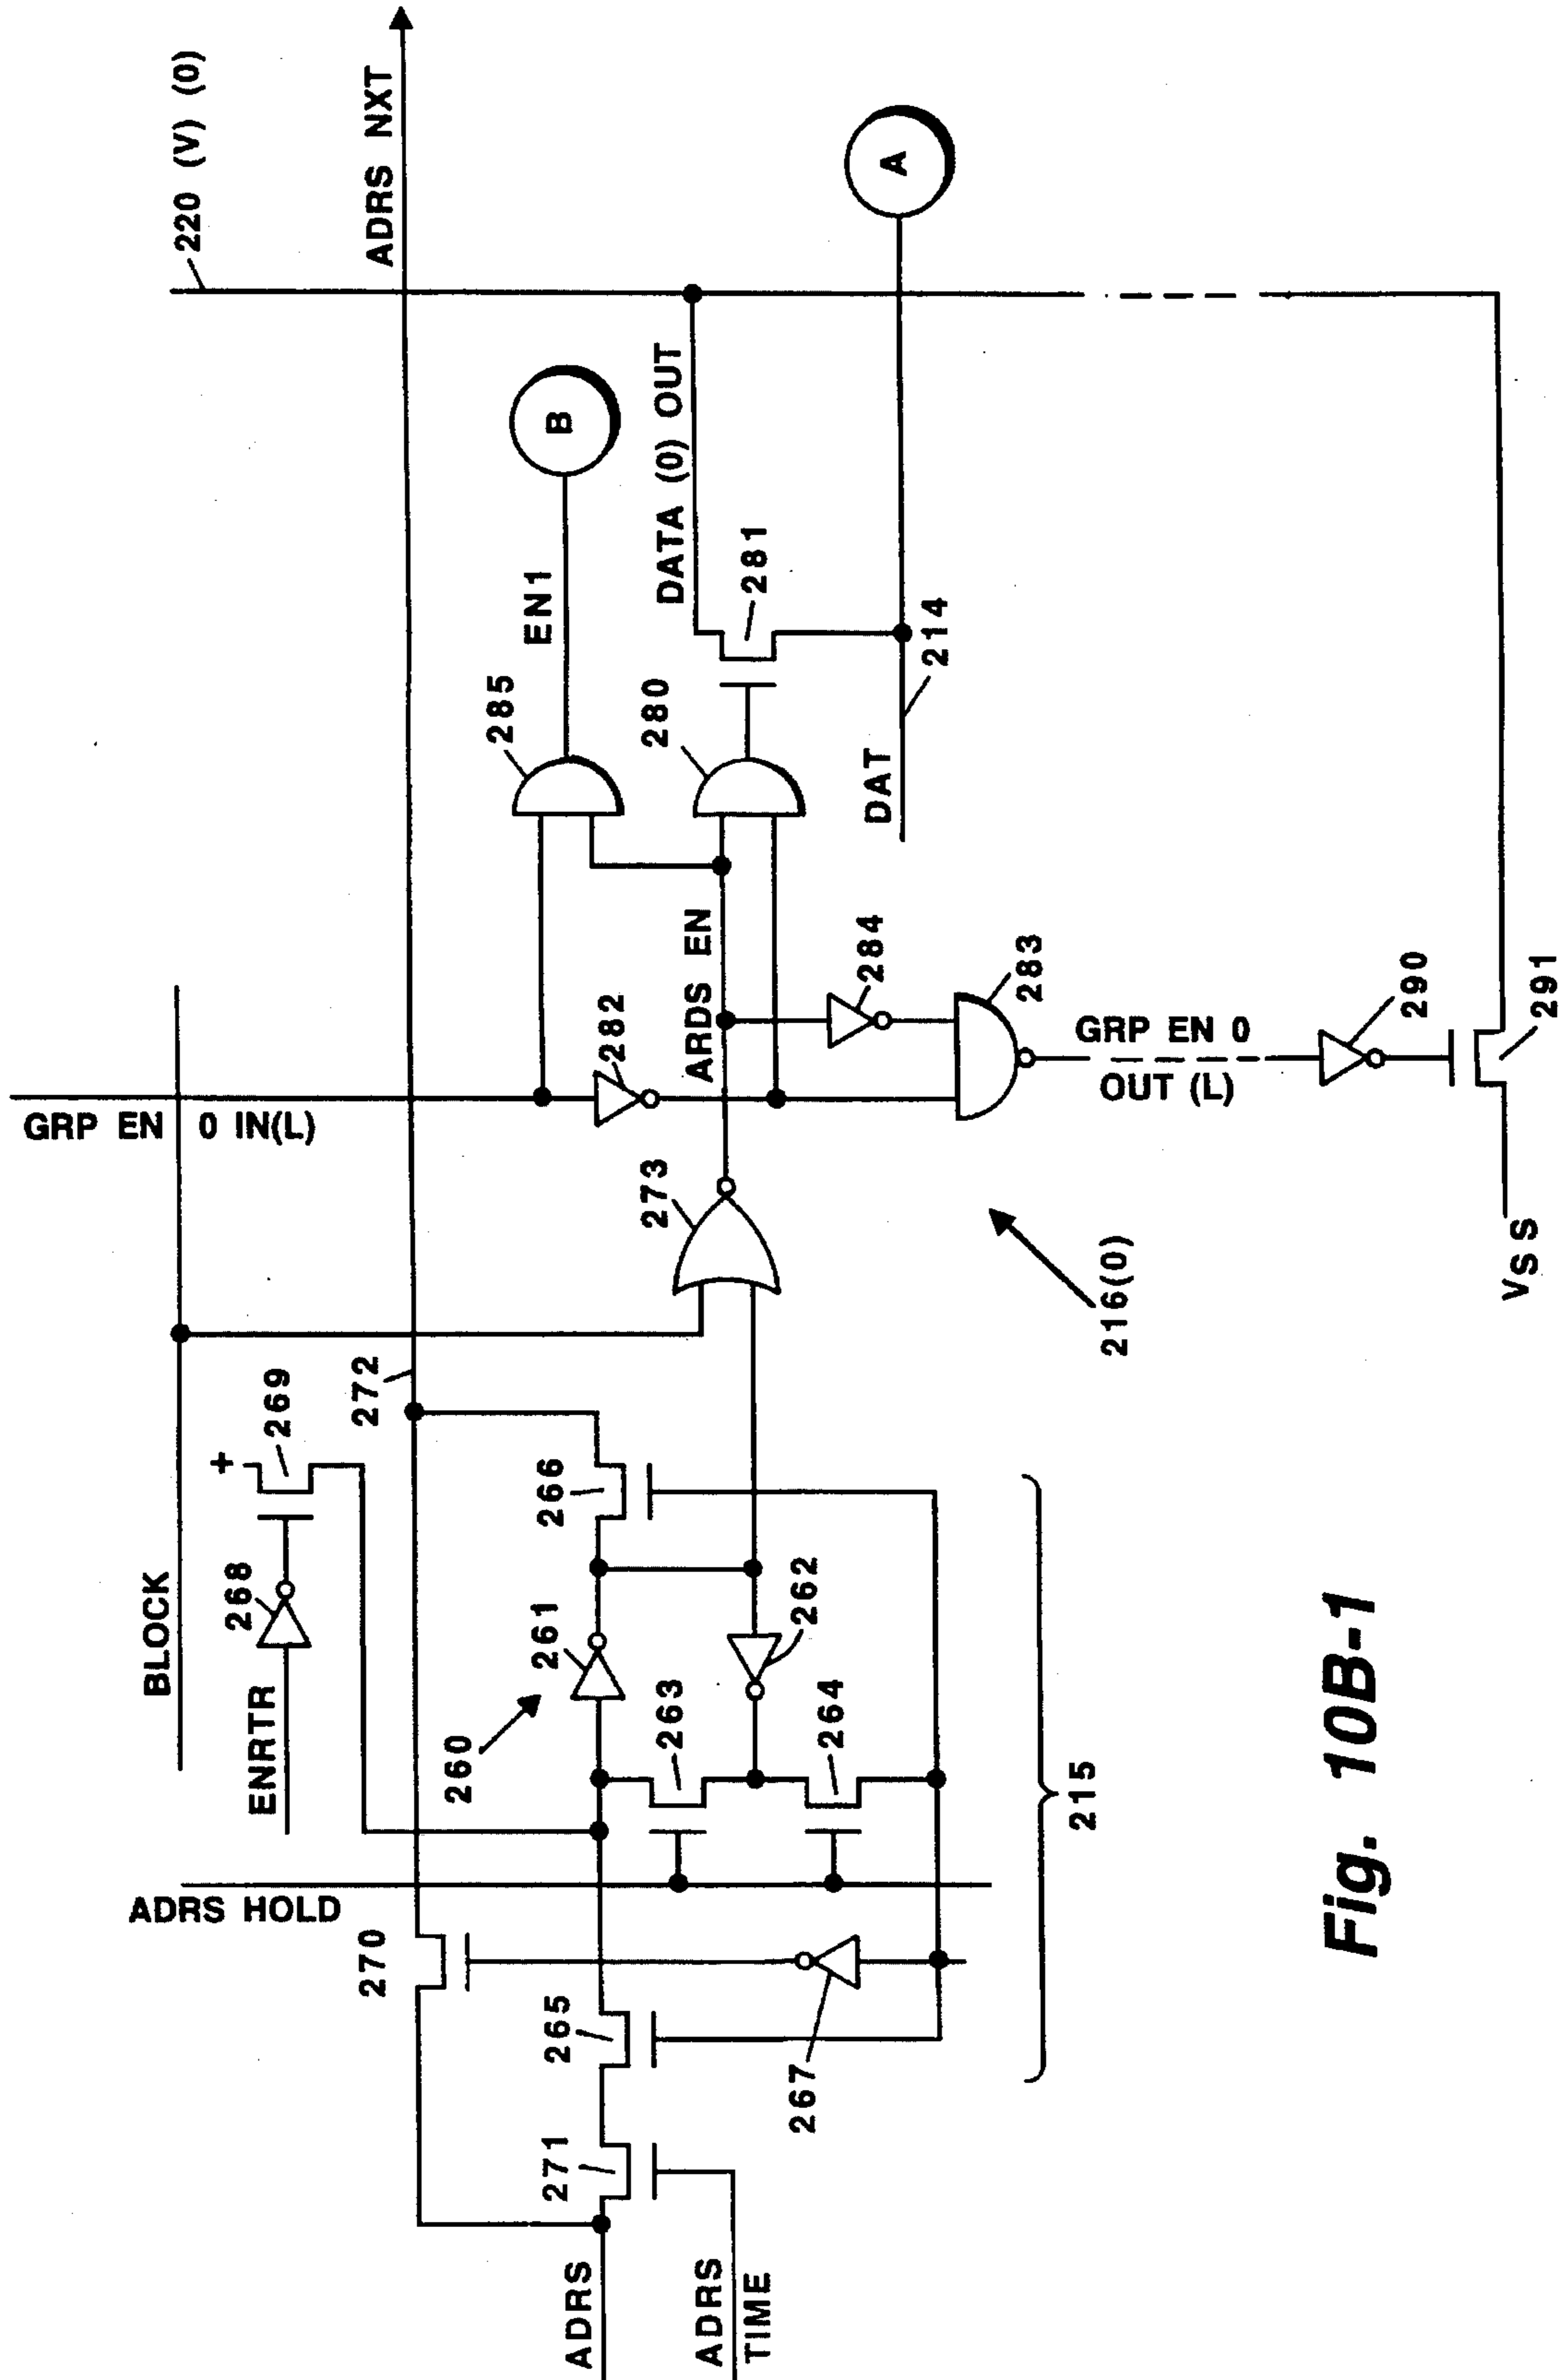 220 (V) (0)
ADRS NXT
GRP EN 0 IN(L)
BLOCK
ENRTR
268
+
269
272
ADRS HOLD
270
B
EN1
285
DATA (0) OUT
281
280
A
214
DAT
282
ARDS EN
284
283
273
266
261
260
262
263
264
265
271
267
ADRS
ADRS
TIME
215
216(0)
GRP EN 0
OUT (L)
290
291
VSS
Fig. 10B-1